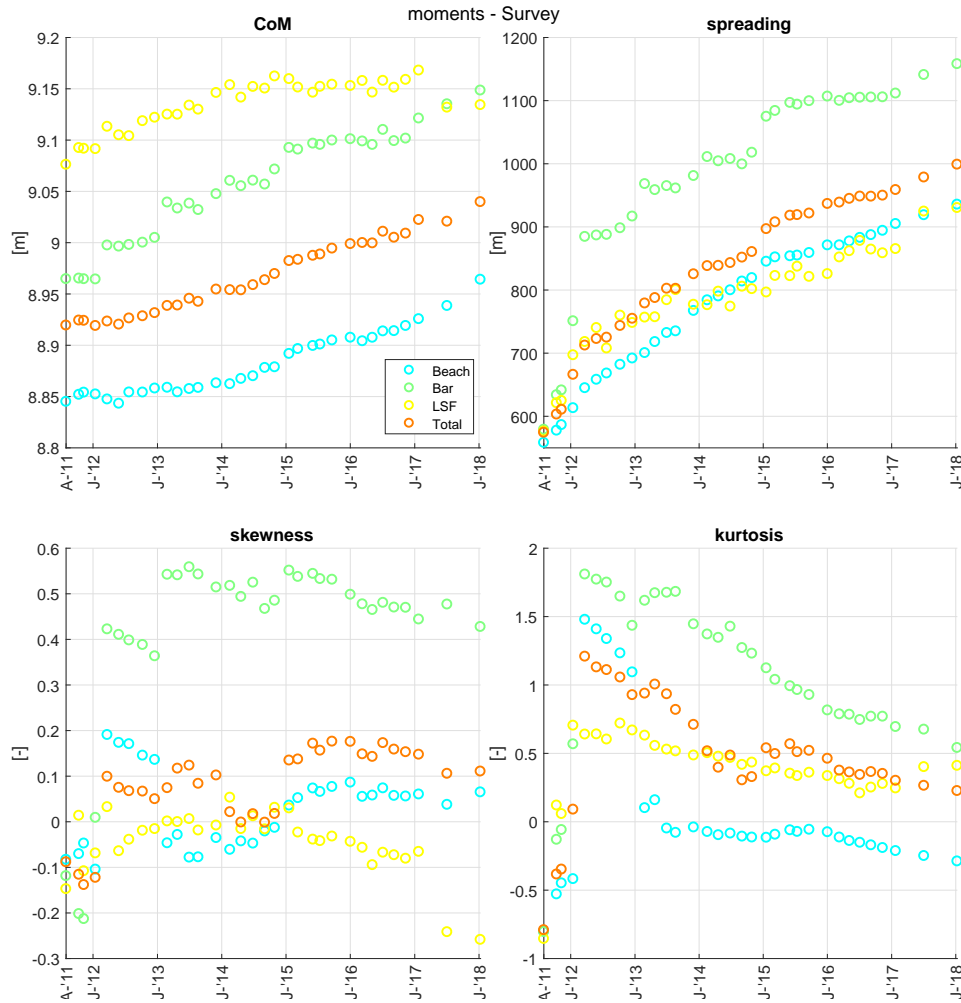 moments - Survey
CoM
9.2
9.15
9.1
9.05
9
8.95
8.9
8.85
8.8
[m]
A-'11
J-'12
J-'13
J-'14
J-'15
J-'16
J-'17
J-'18
Beach
Bar
LSF
Total
spreading
1200
1100
1000
900
800
700
600
[m]
A-'11
J-'12
J-'13
J-'14
J-'15
J-'16
J-'17
J-'18
skewness
0.6
0.5
0.4
0.3
0.2
0.1
0
-0.1
-0.2
-0.3
[-]
A-'11
J-'12
J-'13
J-'14
J-'15
J-'16
J-'17
J-'18
kurtosis
2
1.5
1
0.5
0
-0.5
-1
[-]
A-'11
J-'12
J-'13
J-'14
J-'15
J-'16
J-'17
J-'18